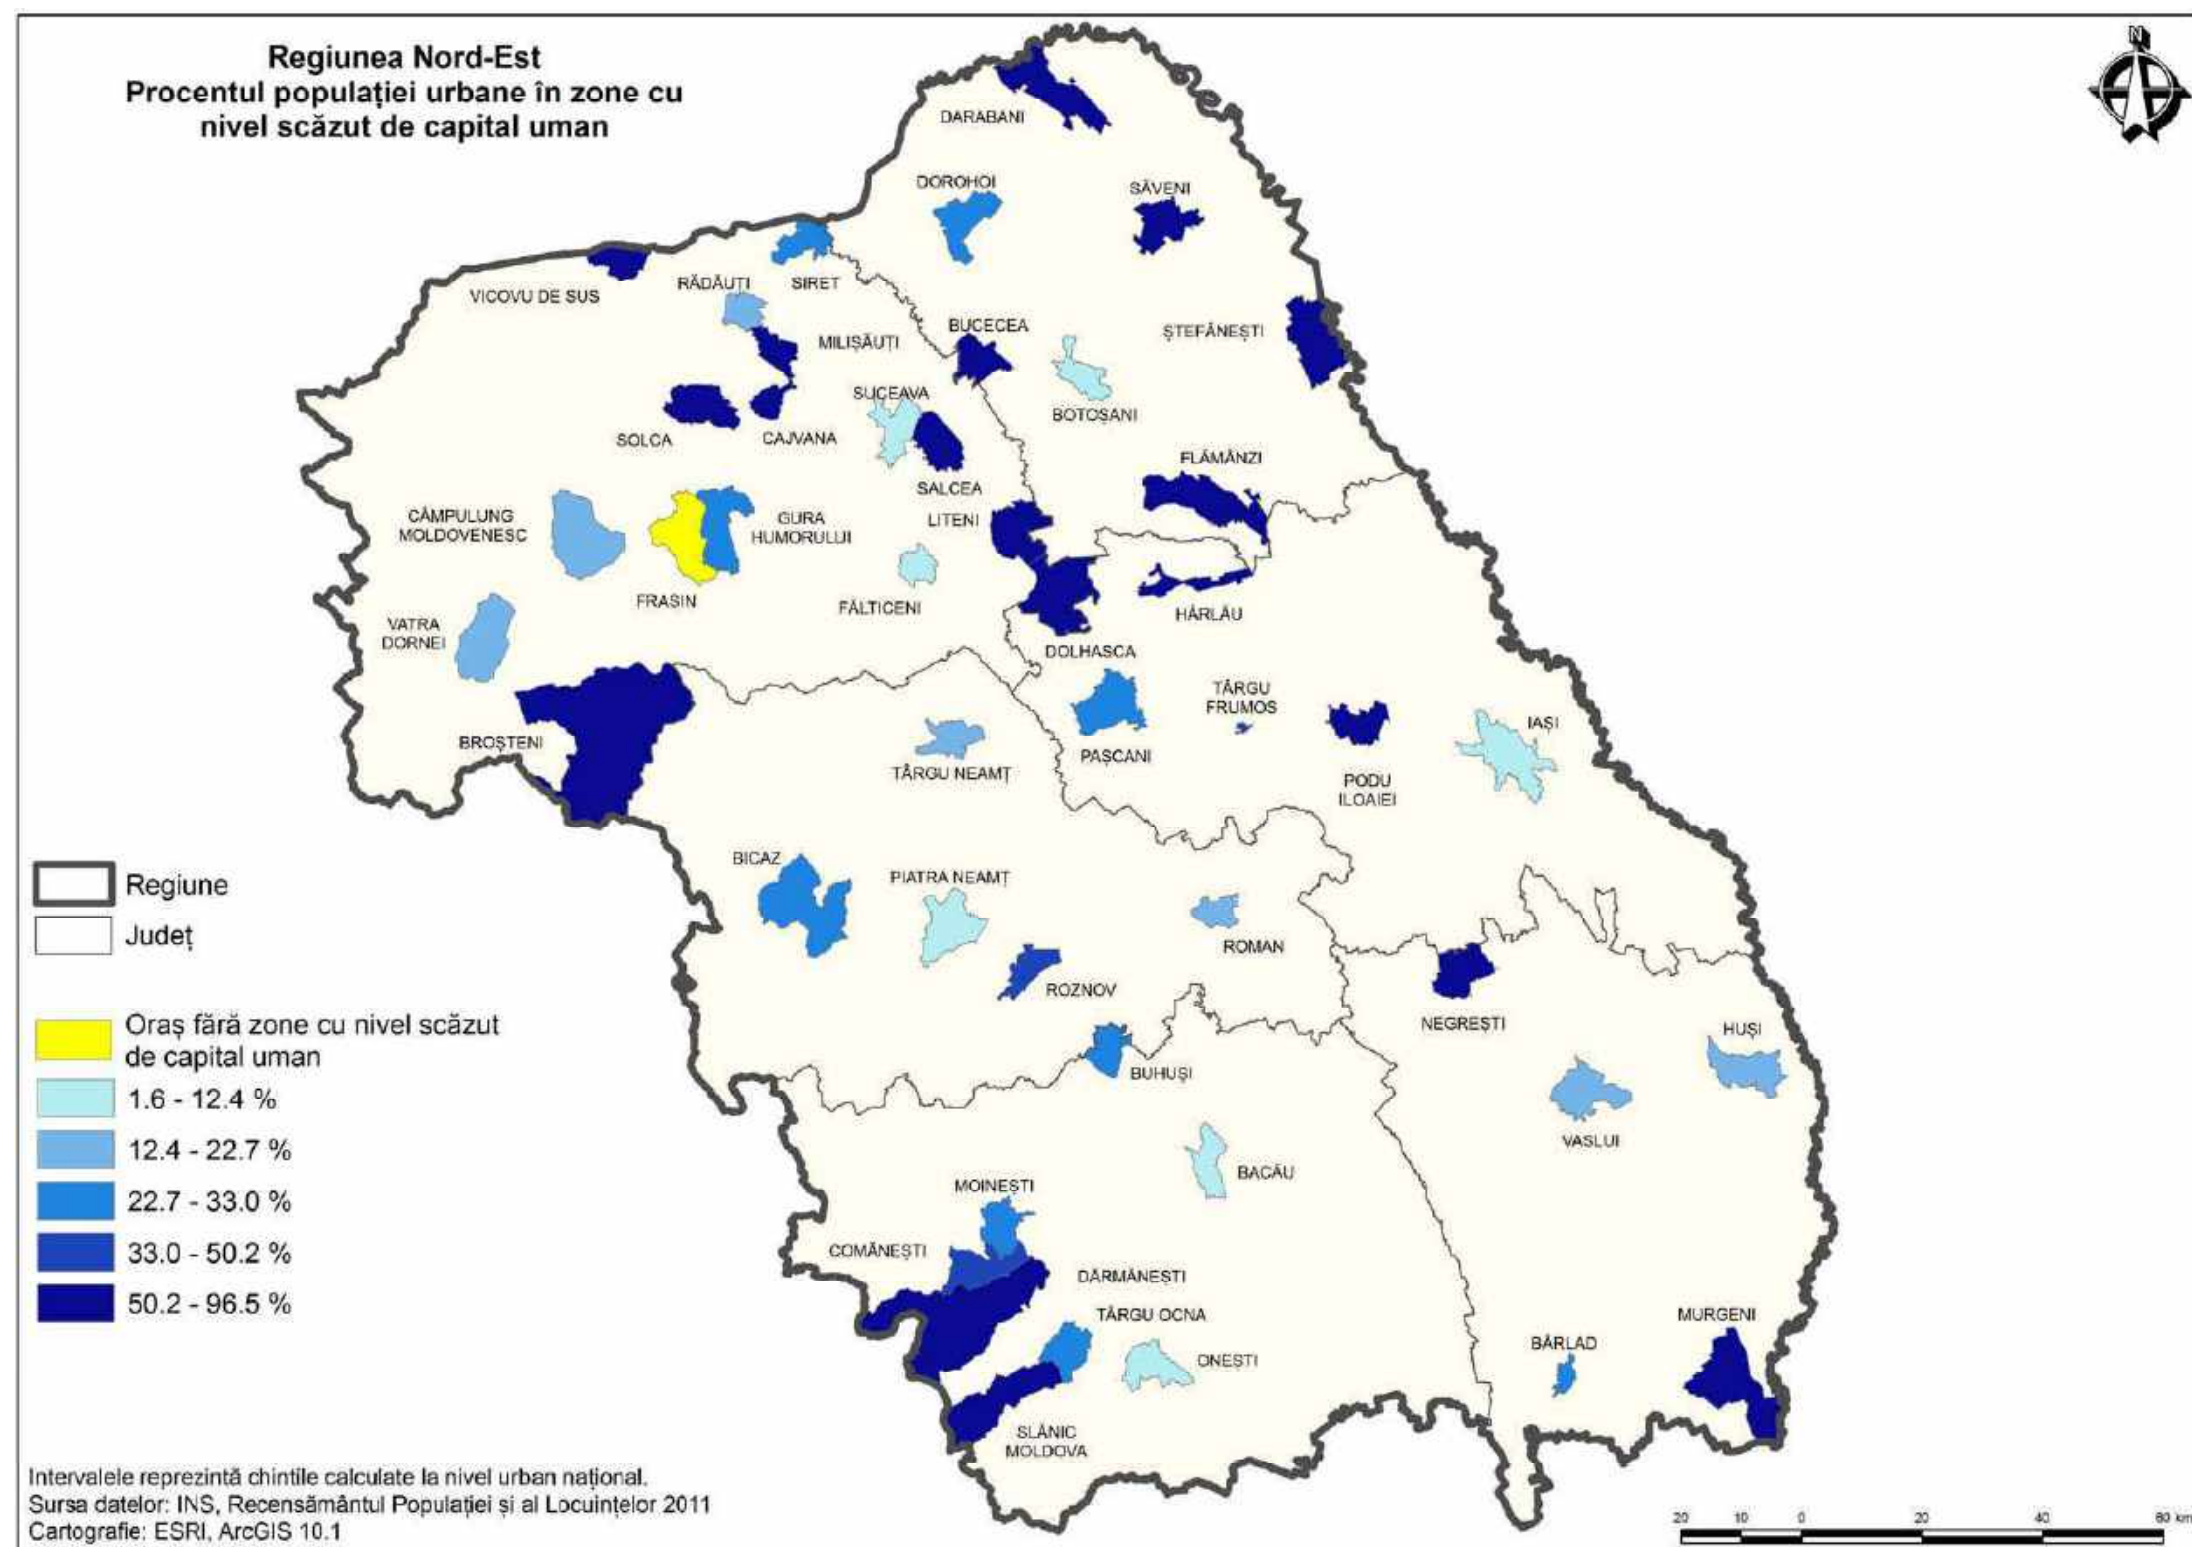 Regiunea Nord-Est
Procentul populației urbane în zone cu
nivel scăzut de capital uman
N
DARABANI
DOROHOI
SĂVENI
VICOVU DE SUS
RĂDĂUȚI
SIRET
MILIȘĂUȚI
BUCECEA
ȘTEFĂNEȘTI
SUCEAVA
BOTOȘANI
SOLCA
CAJVANA
FLĂMÂNZI
SALCEA
CÂMPULUNG
MOLDOVENESC
GURA
HUMORULUI
LITENI
FRASIN
FĂLTICENI
HÂRLĂU
VATRA
DORNEI
DOLHASCA
TÂRGU
FRUMOS
IAȘI
BROȘTENI
TÂRGU NEAMȚ
PAȘCANI
PODU
ILOAIEI
BICAZ
PIATRA NEAMȚ
ROMAN
ROZNOV
NEGREȘTI
HUȘI
BUHUȘI
VASLUI
BACĂU
MOINEȘTI
COMĂNEȘTI
DĂRMĂNEȘTI
TÂRGU OCNA
ONEȘTI
SLĂNIC
MOLDOVA
BÂRLAD
MURGENI
Regiune
Județ
Oraș fără zone cu nivel scăzut
de capital uman
1.6 - 12.4 %
12.4 - 22.7 %
22.7 - 33.0 %
33.0 - 50.2 %
50.2 - 96.5 %
Intervalele reprezintă chintile calculate la nivel urban național.
Sursa datelor: INS, Recensământul Populației și al Locuințelor 2011
Cartografie: ESRI, ArcGIS 10.1
20 10 0 20 40 60 km